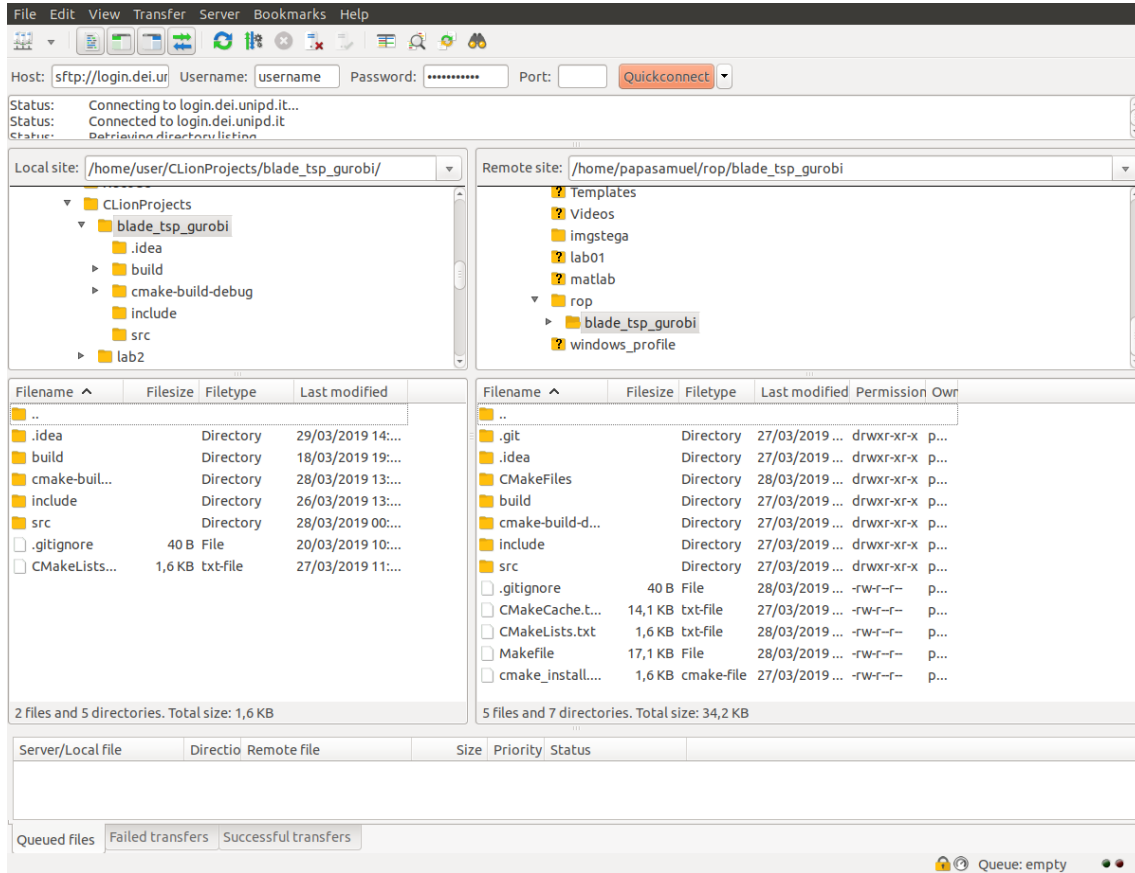 File Edit View Transfer Server Bookmarks Help
Host: sftp://login.dei.ur Username: username Password: ••••••••••• Port: Quickconnect
Status: Connecting to login.dei.unipd.it...
Status: Connected to login.dei.unipd.it
Status: Retrieving directory listing
Local site: /home/user/CLionProjects/blade_tsp_gurobi/
CLionProjects
blade_tsp_gurobi
.idea
build
cmake-build-debug
include
src
lab2
Remote site: /home/papasamuel/rop/blade_tsp_gurobi
Templates
Videos
imgstega
lab01
matlab
rop
blade_tsp_gurobi
windows_profile
Filename Filesize Filetype Last modified
..
.idea Directory 29/03/2019 14:...
build Directory 18/03/2019 19:...
cmake-buil... Directory 28/03/2019 13:...
include Directory 26/03/2019 13:...
src Directory 28/03/2019 00:...
.gitignore 40 B File 20/03/2019 10:...
CMakeLists... 1,6 KB txt-file 27/03/2019 11:...
2 files and 5 directories. Total size: 1,6 KB
Filename Filesize Filetype Last modified Permission Own
..
.git Directory 27/03/2019 ... drwxr-xr-x p...
.idea Directory 27/03/2019 ... drwxr-xr-x p...
CMakeFiles Directory 28/03/2019 ... drwxr-xr-x p...
build Directory 27/03/2019 ... drwxr-xr-x p...
cmake-build-d... Directory 27/03/2019 ... drwxr-xr-x p...
include Directory 27/03/2019 ... drwxr-xr-x p...
src Directory 27/03/2019 ... drwxr-xr-x p...
.gitignore 40 B File 28/03/2019 ... -rw-r--r-- p...
CMakeCache.t... 14,1 KB txt-file 27/03/2019 ... -rw-r--r-- p...
CMakeLists.txt 1,6 KB txt-file 28/03/2019 ... -rw-r--r-- p...
Makefile 17,1 KB File 28/03/2019 ... -rw-r--r-- p...
cmake_install.... 1,6 KB cmake-file 27/03/2019 ... -rw-r--r-- p...
5 files and 7 directories. Total size: 34,2 KB
Server/Local file Directio Remote file Size Priority Status
Queued files Failed transfers Successful transfers
Queue: empty